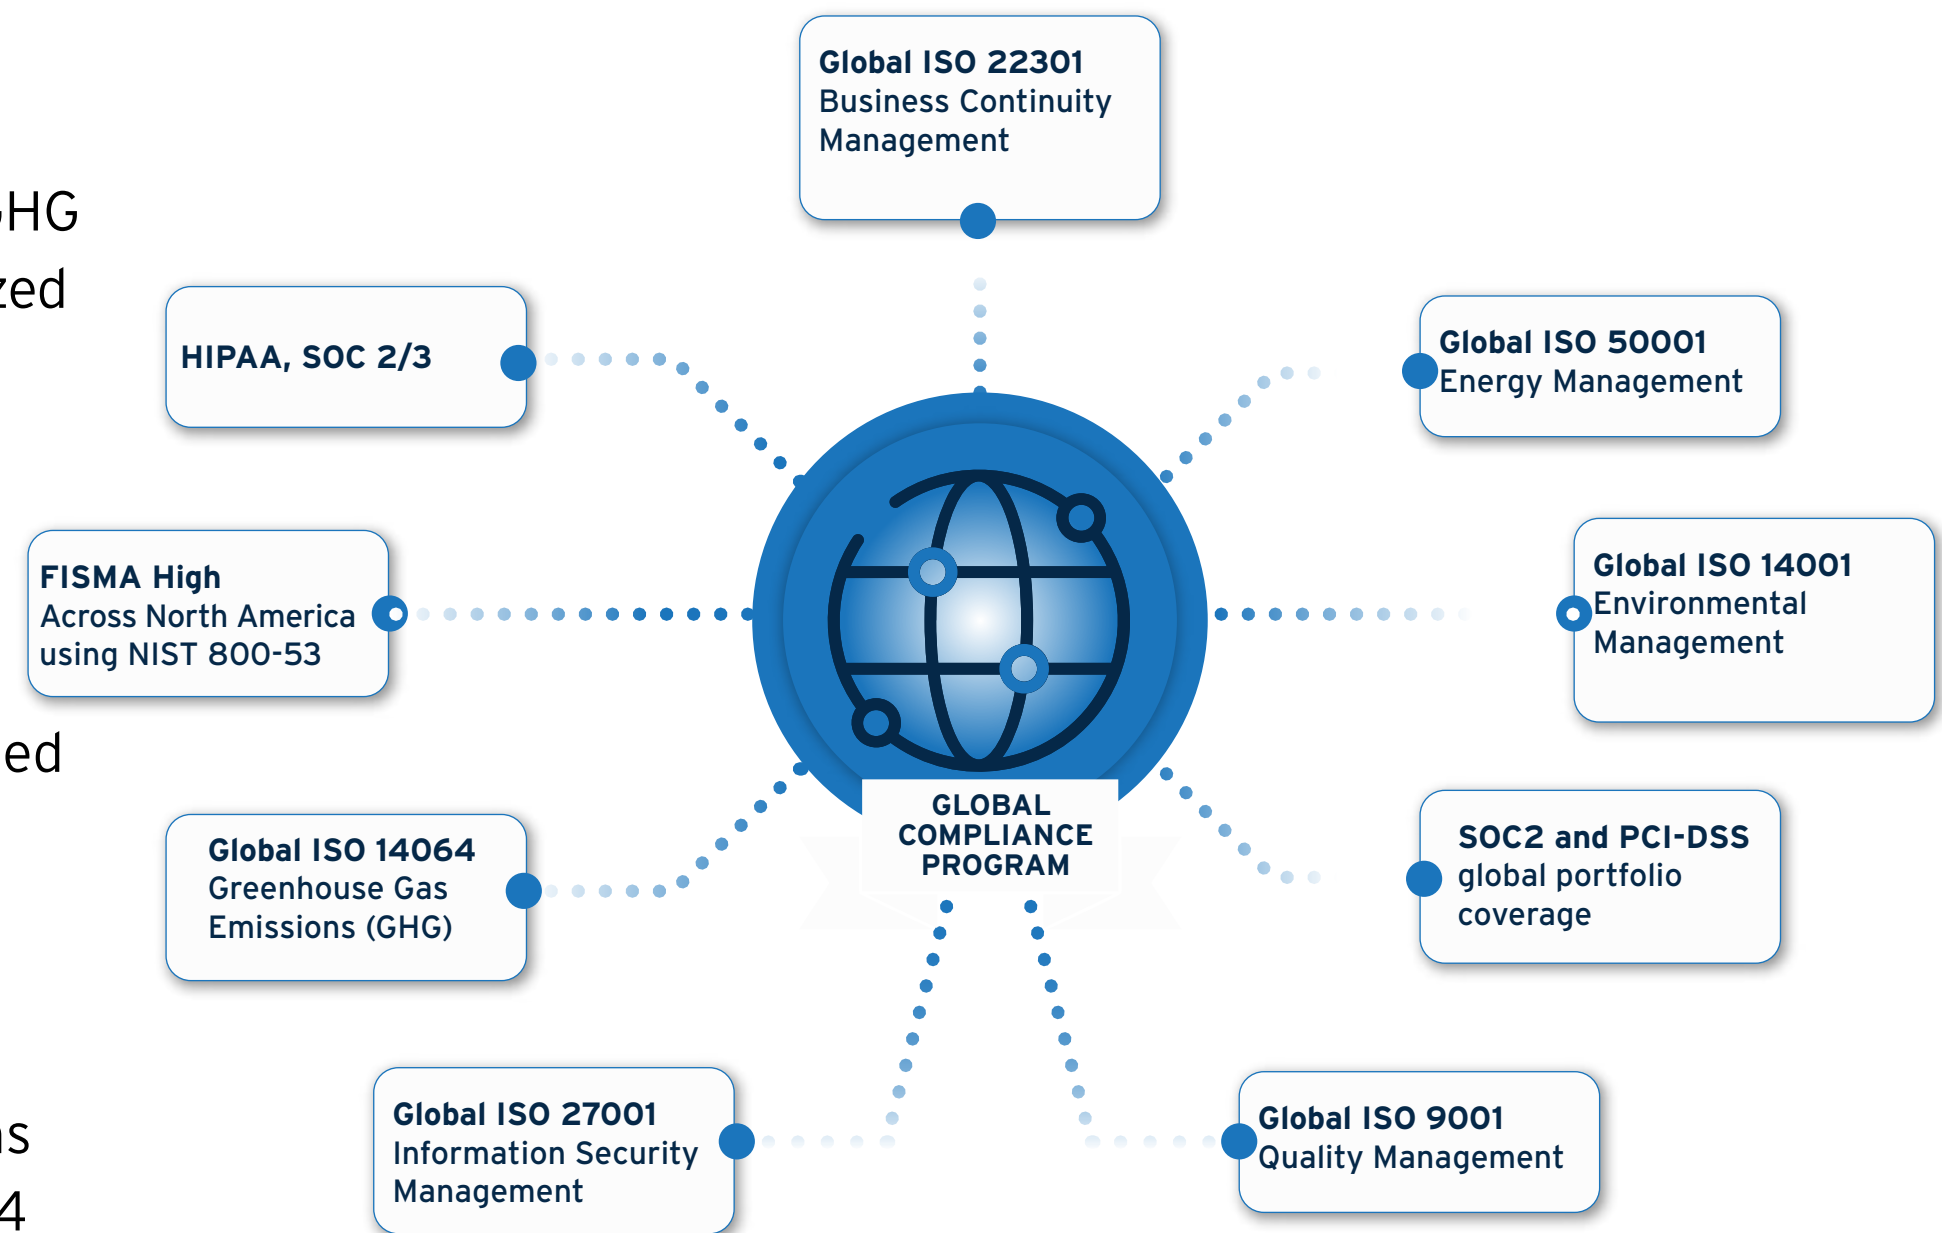 Global ISO 22301
Business Continuity
Management
GHG
HIPAA, SOC 2/3
Global ISO 50001
Energy Management
FISMA High
Across North America
using NIST 800-53
Global ISO 14001
Environmental
Management
GLOBAL
COMPLIANCE
PROGRAM
Global ISO 14064
Greenhouse Gas
Emissions (GHG)
SOC2 and PCI-DSS
global portfolio
coverage
Global ISO 27001
Information Security
Management
Global ISO 9001
Quality Management
4